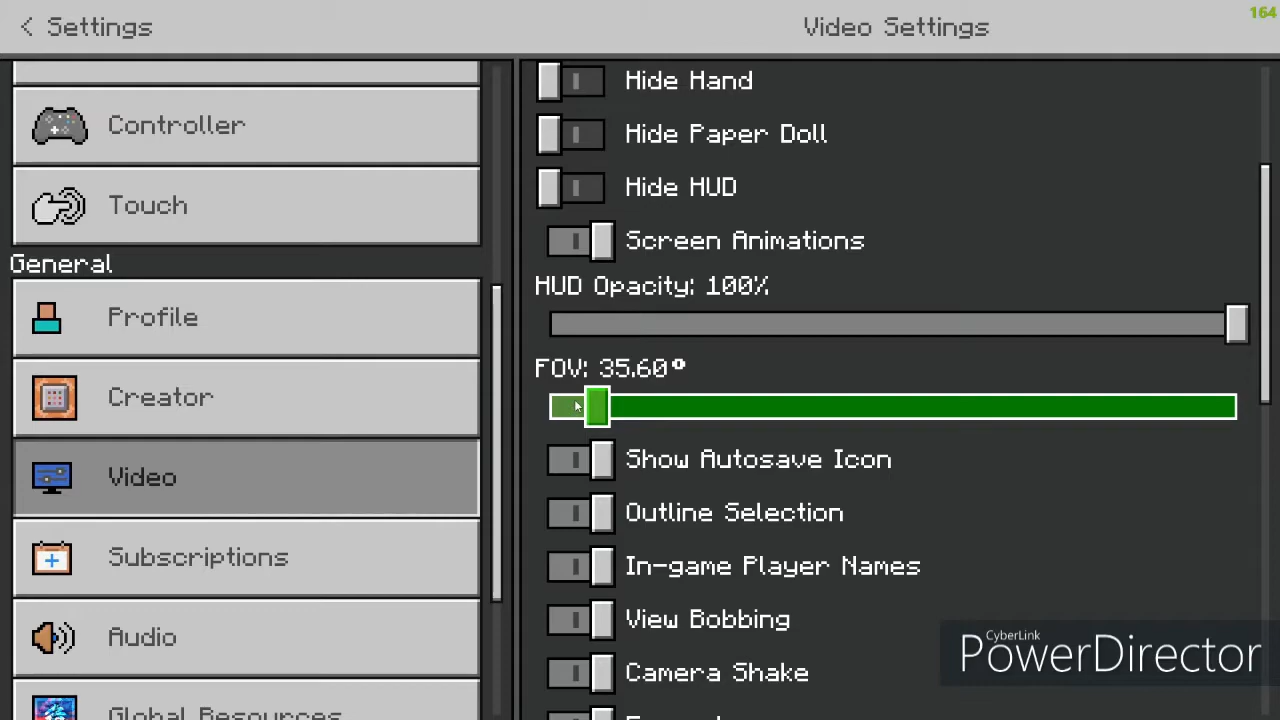 Settings
Video Settings
164
Controller
Touch
General
Profile
Creator
Video
Subscriptions
Audio
Global Resources
Hide Hand
Hide Paper Doll
Hide HUD
Screen Animations
HUD Opacity: 100%
FOV: 35.60°
Show Autosave Icon
Outline Selection
In-game Player Names
View Bobbing
Camera Shake
CyberLink
PowerDirector